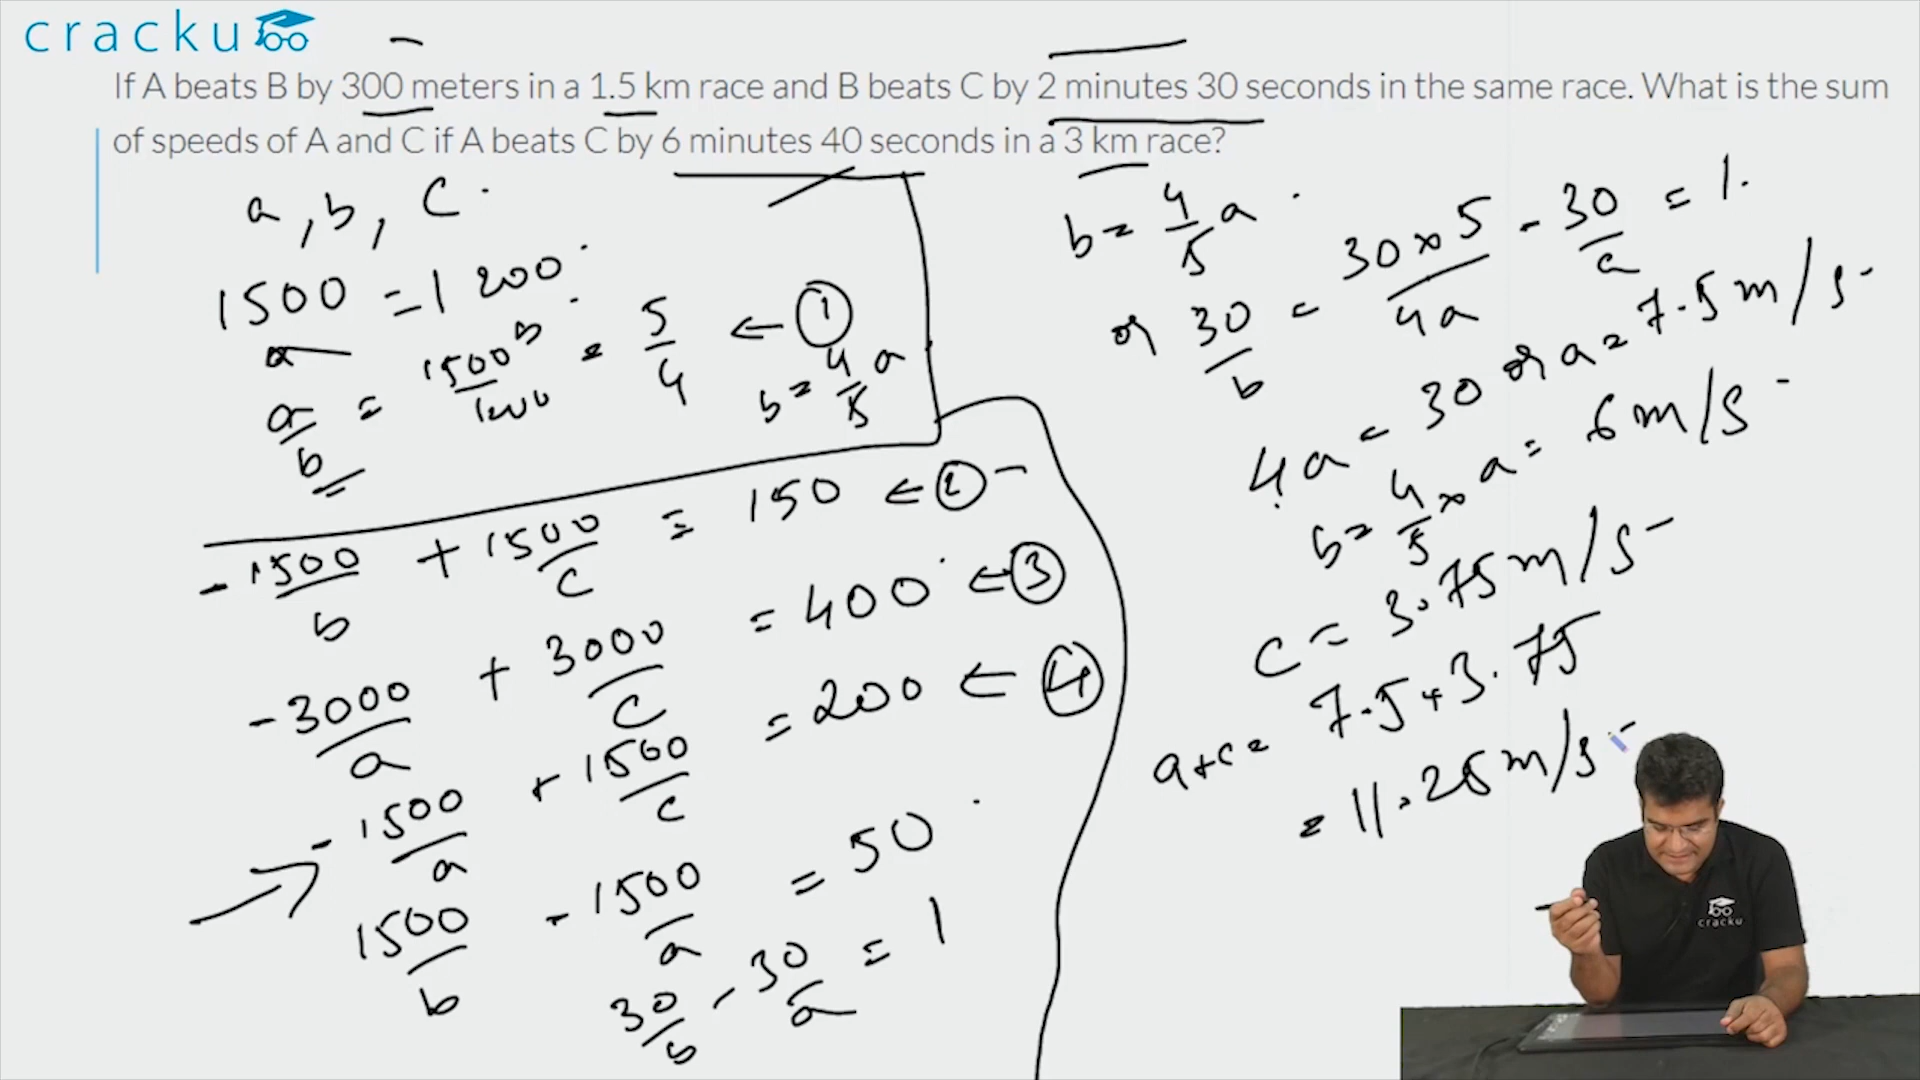 cracku
If A beats B by 300 meters in a 1.5 km race and B beats C by 2 minutes 30 seconds in the same race. What is the sum
of speeds of A and C if A beats C by 6 minutes 40 seconds in a 3 km race?
a, b, c.
1500/a = 1200/b
a/b = 1500/1200 = 5/4 ← ①
b = 4/5 a
-1500/b + 1500/c = 150 ← ②
-3000/a + 3000/c = 400 ← ③
-1500/a + 1500/c = 200 ← ④
1500/b - 1500/a = 50
30/b - 30/a = 1
b = 4/5 a
or 30/b = 30×5/4a - 30/a = 1.
4a = 30 or a = 7.5 m/s
b = 4/5 × a = 6 m/s
c = 3.75 m/s
a+c = 7.5+3.75
= 11.25 m/s
cracku